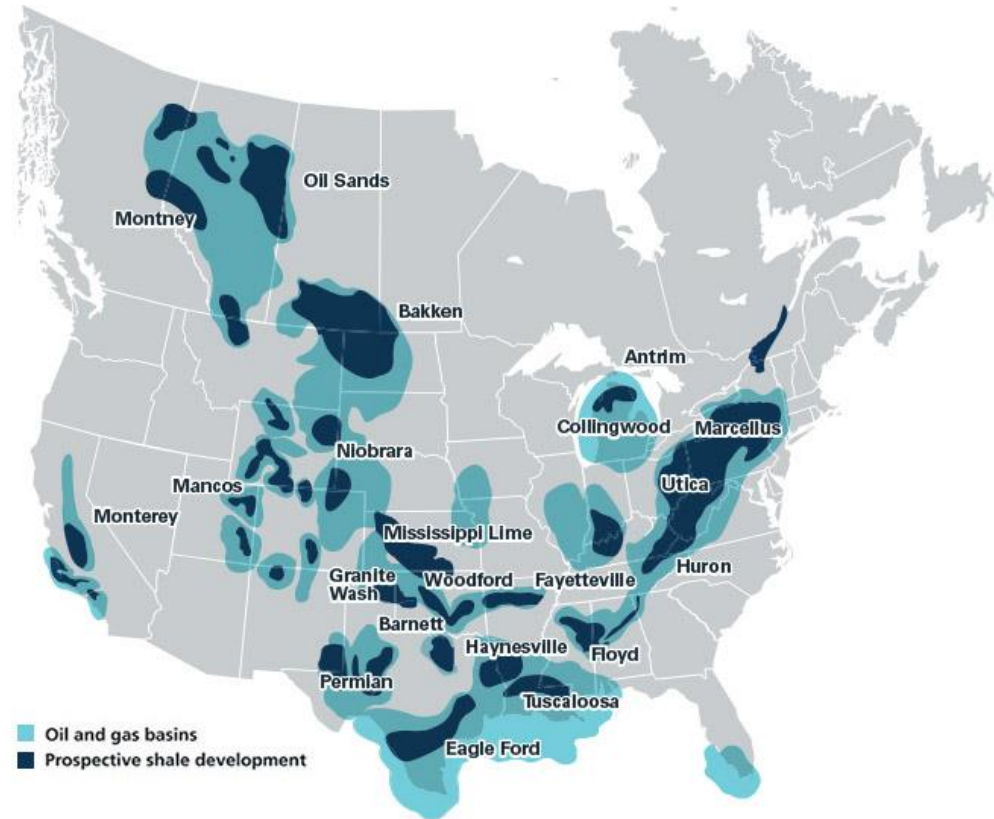 Oil Sands
Montney
Bakken
Antrim
Collingwood
Marcellus
Niobrara
Utica
Mancos
Monterey
Mississippi Lime
Huron
Granite
Wash
Woodford
Fayetteville
Barnett
Haynesville
Floyd
Permian
Tuscaloosa
Eagle Ford
Oil and gas basins
Prospective shale development